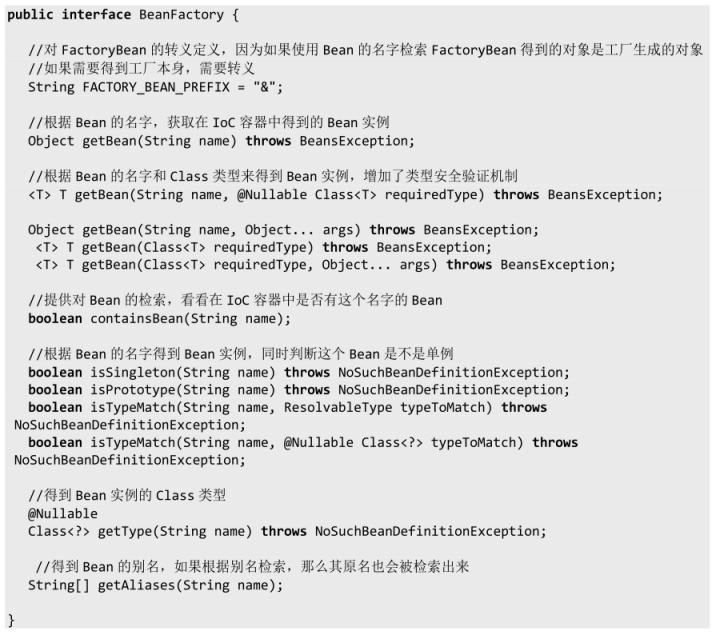 public interface BeanFactory {
//对 FactoryBean 的转义定义，因为如果使用 Bean 的名字检索 FactoryBean 得到的对象是工厂生成的对象
//如果需要得到工厂本身，需要转义
String FACTORY_BEAN_PREFIX = "&";
//根据 Bean 的名字，获取在 IoC 容器中得到的 Bean 实例
Object getBean(String name) throws BeansException;
//根据 Bean 的名字和 Class 类型来得到 Bean 实例，增加了类型安全验证机制
<T> T getBean(String name, @Nullable Class<T> requiredType) throws BeansException;
Object getBean(String name, Object... args) throws BeansException;
<T> T getBean(Class<T> requiredType) throws BeansException;
<T> T getBean(Class<T> requiredType, Object... args) throws BeansException;
//提供对 Bean 的检索，看看在 IoC 容器中是否有这个名字的 Bean
boolean containsBean(String name);
//根据 Bean 的名字得到 Bean 实例，同时判断这个 Bean 是不是单例
boolean isSingleton(String name) throws NoSuchBeanDefinitionException;
boolean isPrototype(String name) throws NoSuchBeanDefinitionException;
boolean isTypeMatch(String name, ResolvableType typeToMatch) throws
NoSuchBeanDefinitionException;
boolean isTypeMatch(String name, @Nullable Class<?> typeToMatch) throws
NoSuchBeanDefinitionException;
//得到 Bean 实例的 Class 类型
@Nullable
Class<?> getType(String name) throws NoSuchBeanDefinitionException;
//得到 Bean 的别名，如果根据别名检索，那么其原名也会被检索出来
String[] getAliases(String name);
}